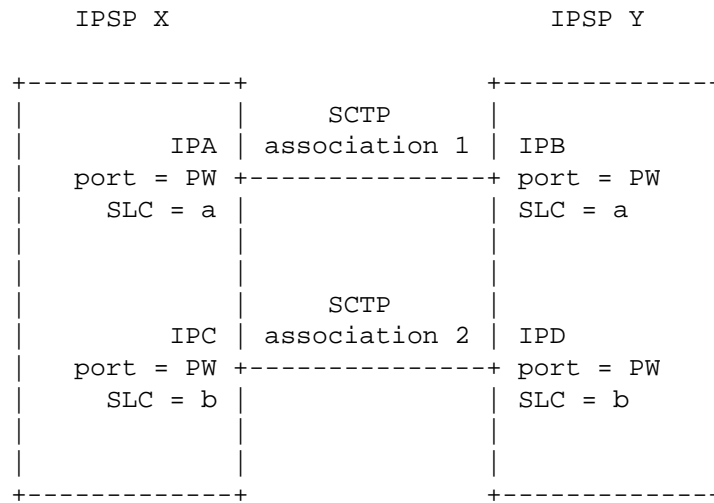 IPSP X IPSP Y
SCTP
IPA association 1 IPB
port = PW port = PW
SLC = a SLC = a
SCTP
IPC association 2 IPD
port = PW port = PW
SLC = b SLC = b